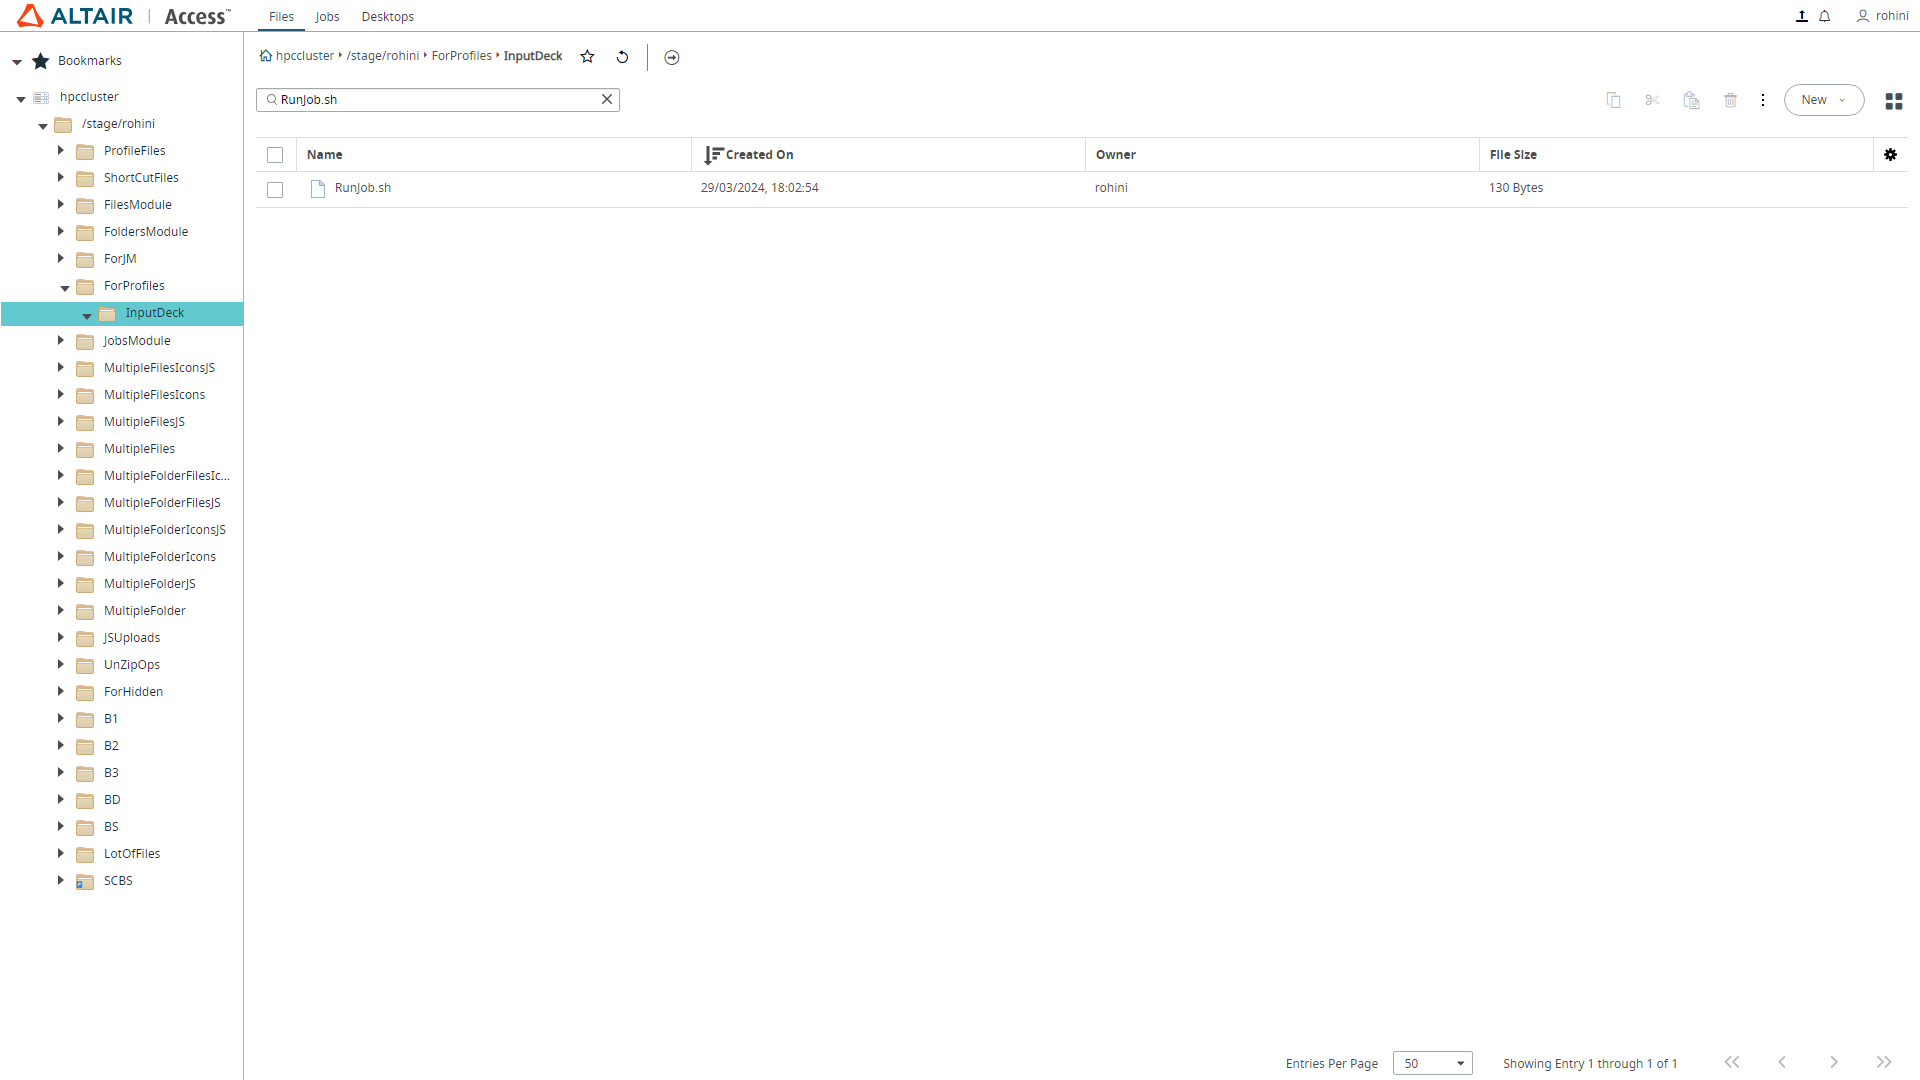 ALTAIR | Access™ Files Jobs Desktops rohini
Bookmarks
hpccluster
/stage/rohini
ProfileFiles
ShortCutFiles
FilesModule
FoldersModule
ForJM
ForProfiles
InputDeck
JobsModule
MultipleFilesIconsJS
MultipleFilesIcons
MultipleFilesJS
MultipleFiles
MultipleFolderFilesIc...
MultipleFolderFilesJS
MultipleFolderIconsJS
MultipleFolderIcons
MultipleFolderJS
MultipleFolder
JSUploads
UnZipOps
ForHidden
B1
B2
B3
BD
BS
LotOfFiles
SCBS
hpccluster /stage/rohini ForProfiles InputDeck
RunJob.sh
New
Name Created On Owner File Size
RunJob.sh 29/03/2024, 18:02:54 rohini 130 Bytes
Entries Per Page 50 Showing Entry 1 through 1 of 1